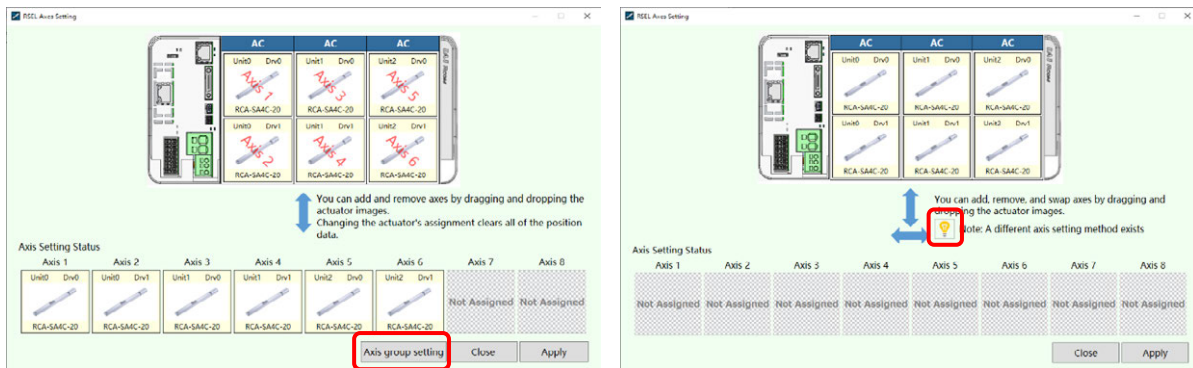 RSEL Axes Setting
AC AC AC
Unit0 Drv0 Unit1 Drv0 Unit2 Drv0
Axis 1 Axis 3 Axis 5
RCA-SA4C-20 RCA-SA4C-20 RCA-SA4C-20
Unit0 Drv1 Unit1 Drv1 Unit2 Drv1
Axis 2 Axis 4 Axis 6
RCA-SA4C-20 RCA-SA4C-20 RCA-SA4C-20
You can add and remove axes by dragging and dropping the
actuator images.
Changing the actuator's assignment clears all of the position
data.
Axis Setting Status
Axis 1 Axis 2 Axis 3 Axis 4 Axis 5 Axis 6 Axis 7 Axis 8
Unit0 Drv0 Unit0 Drv1 Unit1 Drv0 Unit1 Drv1 Unit2 Drv0 Unit2 Drv1
Not Assigned Not Assigned
RCA-SA4C-20 RCA-SA4C-20 RCA-SA4C-20 RCA-SA4C-20 RCA-SA4C-20 RCA-SA4C-20
Axis group setting Close Apply
RSEL Axes Setting
AC AC AC
Unit0 Drv0 Unit1 Drv0 Unit2 Drv0
RCA-SA4C-20 RCA-SA4C-20 RCA-SA4C-20
Unit0 Drv1 Unit1 Drv1 Unit2 Drv1
RCA-SA4C-20 RCA-SA4C-20 RCA-SA4C-20
You can add, remove, and swap axes by dragging and
dropping the actuator images.
Note: A different axis setting method exists
Axis Setting Status
Axis 1 Axis 2 Axis 3 Axis 4 Axis 5 Axis 6 Axis 7 Axis 8
Not Assigned Not Assigned Not Assigned Not Assigned Not Assigned Not Assigned Not Assigned Not Assigned
Close Apply